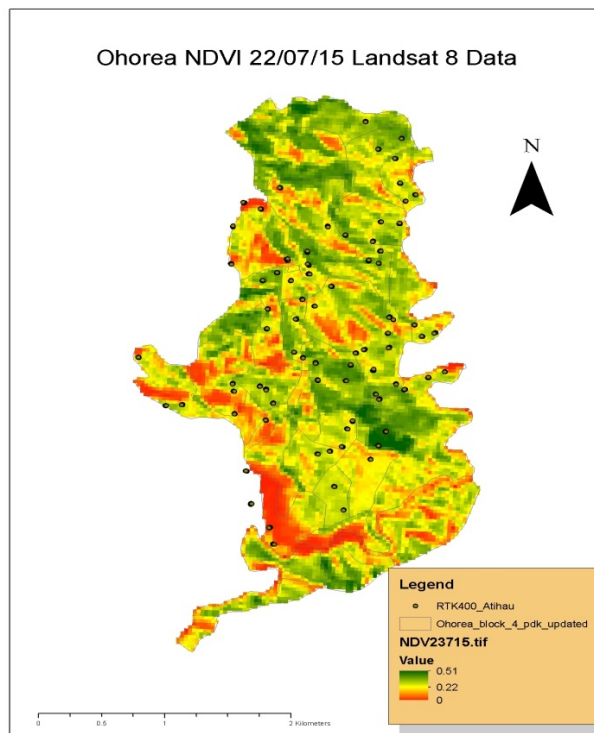 Ohorea NDVI 22/07/15 Landsat 8 Data
N
Legend
RTK400_Atihau
Ohorea_block_4_pdk_updated
NDV23715.tif
Value
0.51
0.22
0
0 0.5 1 2 Kilometers